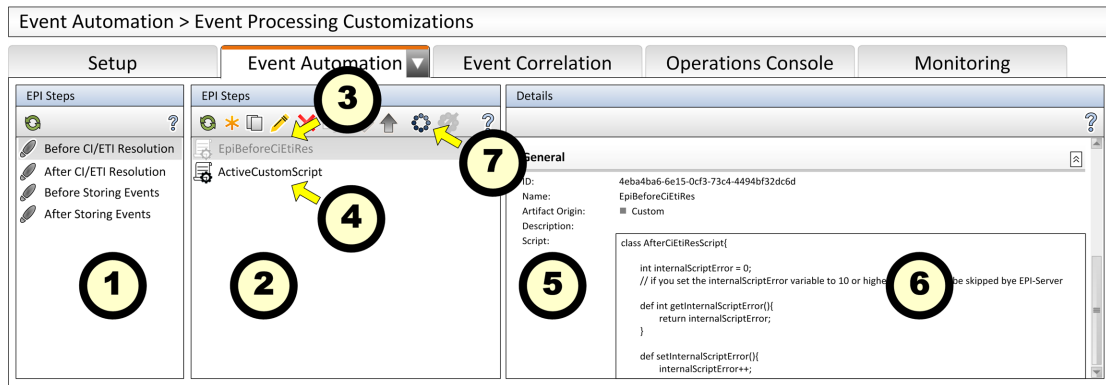 Event Automation > Event Processing Customizations
Setup
Event Automation
Event Correlation
Operations Console
Monitoring
EPI Steps
EPI Steps
Details
?
?
?
3
7
Before CI/ETI Resolution
After CI/ETI Resolution
Before Storing Events
After Storing Events
EpiBeforeCiEtiRes
ActiveCustomScript
4
1
2
General
ID: 4eba4ba6-6e15-0cf3-73c4-4494bf32dc6d
Name: EpiBeforeCiEtiRes
Artifact Origin: Custom
Description:
Script:
class AfterCiEtiResScript{
int internalScriptError = 0;
// if you set the internalScriptError variable to 10 or highe be skipped bye EPI-Server
def int getInternalScriptError(){
return internalScriptError;
}
def setInternalScriptError(){
internalScriptError++;
5
6